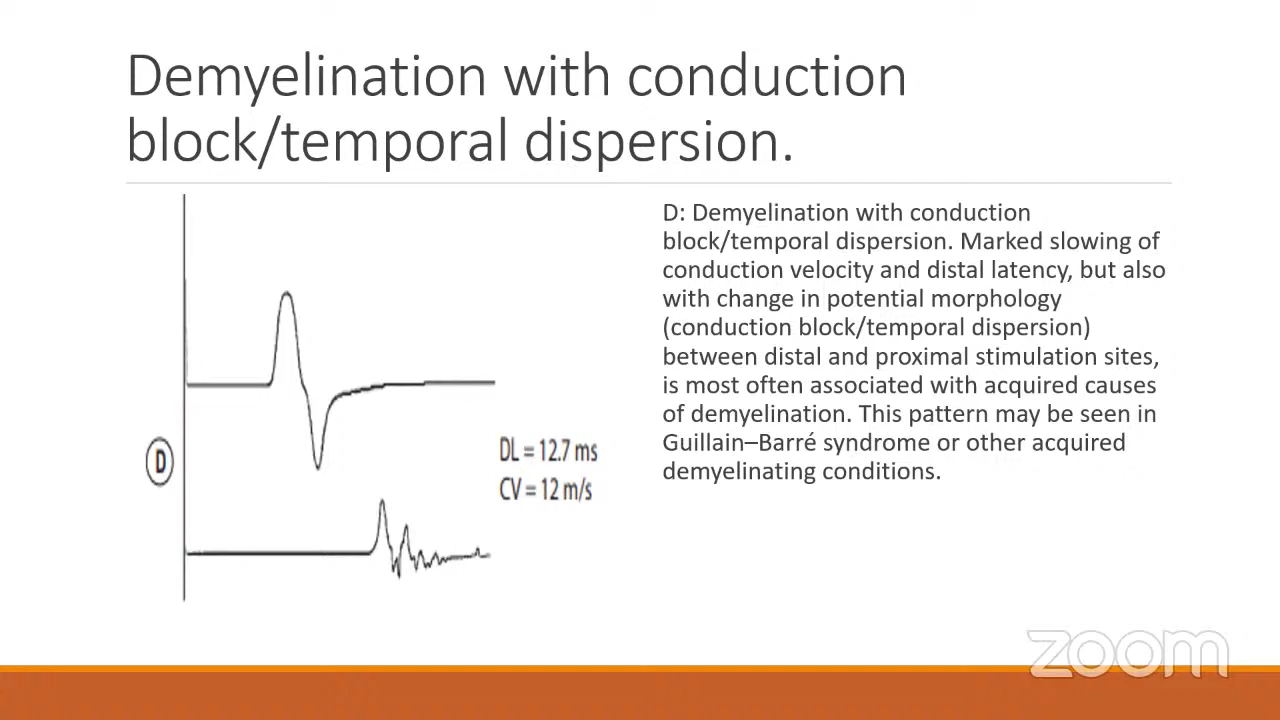 Demyelination with conduction
block/temporal dispersion.
D: Demyelination with conduction
block/temporal dispersion. Marked slowing of
conduction velocity and distal latency, but also
with change in potential morphology
(conduction block/temporal dispersion)
between distal and proximal stimulation sites,
is most often associated with acquired causes
of demyelination. This pattern may be seen in
Guillain–Barré syndrome or other acquired
demyelinating conditions.
D
DL = 12.7 ms
CV = 12 m/s
zoom